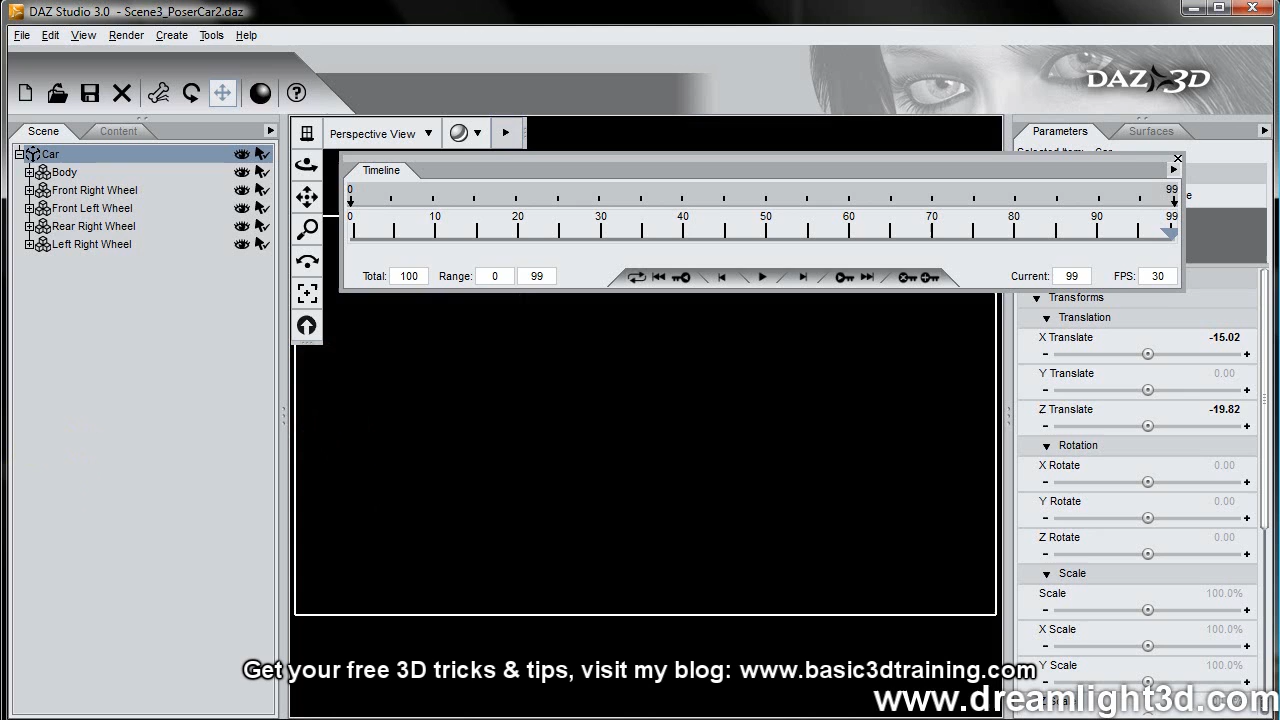 DAZ Studio 3.0 - Scene3_PoserCar2.daz
File Edit View Render Create Tools Help
DAZ 3D
Scene Content
Perspective View
Parameters Surfaces
Car
Body
Front Right Wheel
Front Left Wheel
Rear Right Wheel
Left Right Wheel
Timeline
0 99
0 10 20 30 40 50 60 70 80 90 99
Total: 100 Range: 0 99 Current: 99 FPS: 30
Transforms
Translation
X Translate -15.02
Y Translate 0.00
Z Translate -19.82
Rotation
X Rotate 0.00
Y Rotate 0.00
Z Rotate 0.00
Scale
Scale 100.0%
X Scale 100.0%
Y Scale 100.0%
Get your free 3D tricks & tips, visit my blog: www.basic3dtraining.com
www.dreamlight3d.com